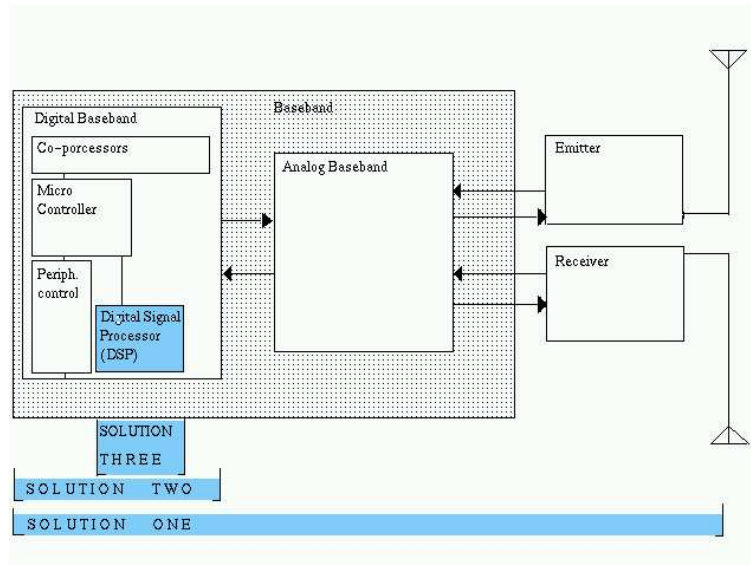 Baseband
Digital Baseband
Co-porcessors
Micro
Controller
Periph.
control
Digital Signal
Processor
(DSP)
Analog Baseband
Emitter
Receiver
SOLUTION
THREE
SOLUTION TWO
SOLUTION ONE